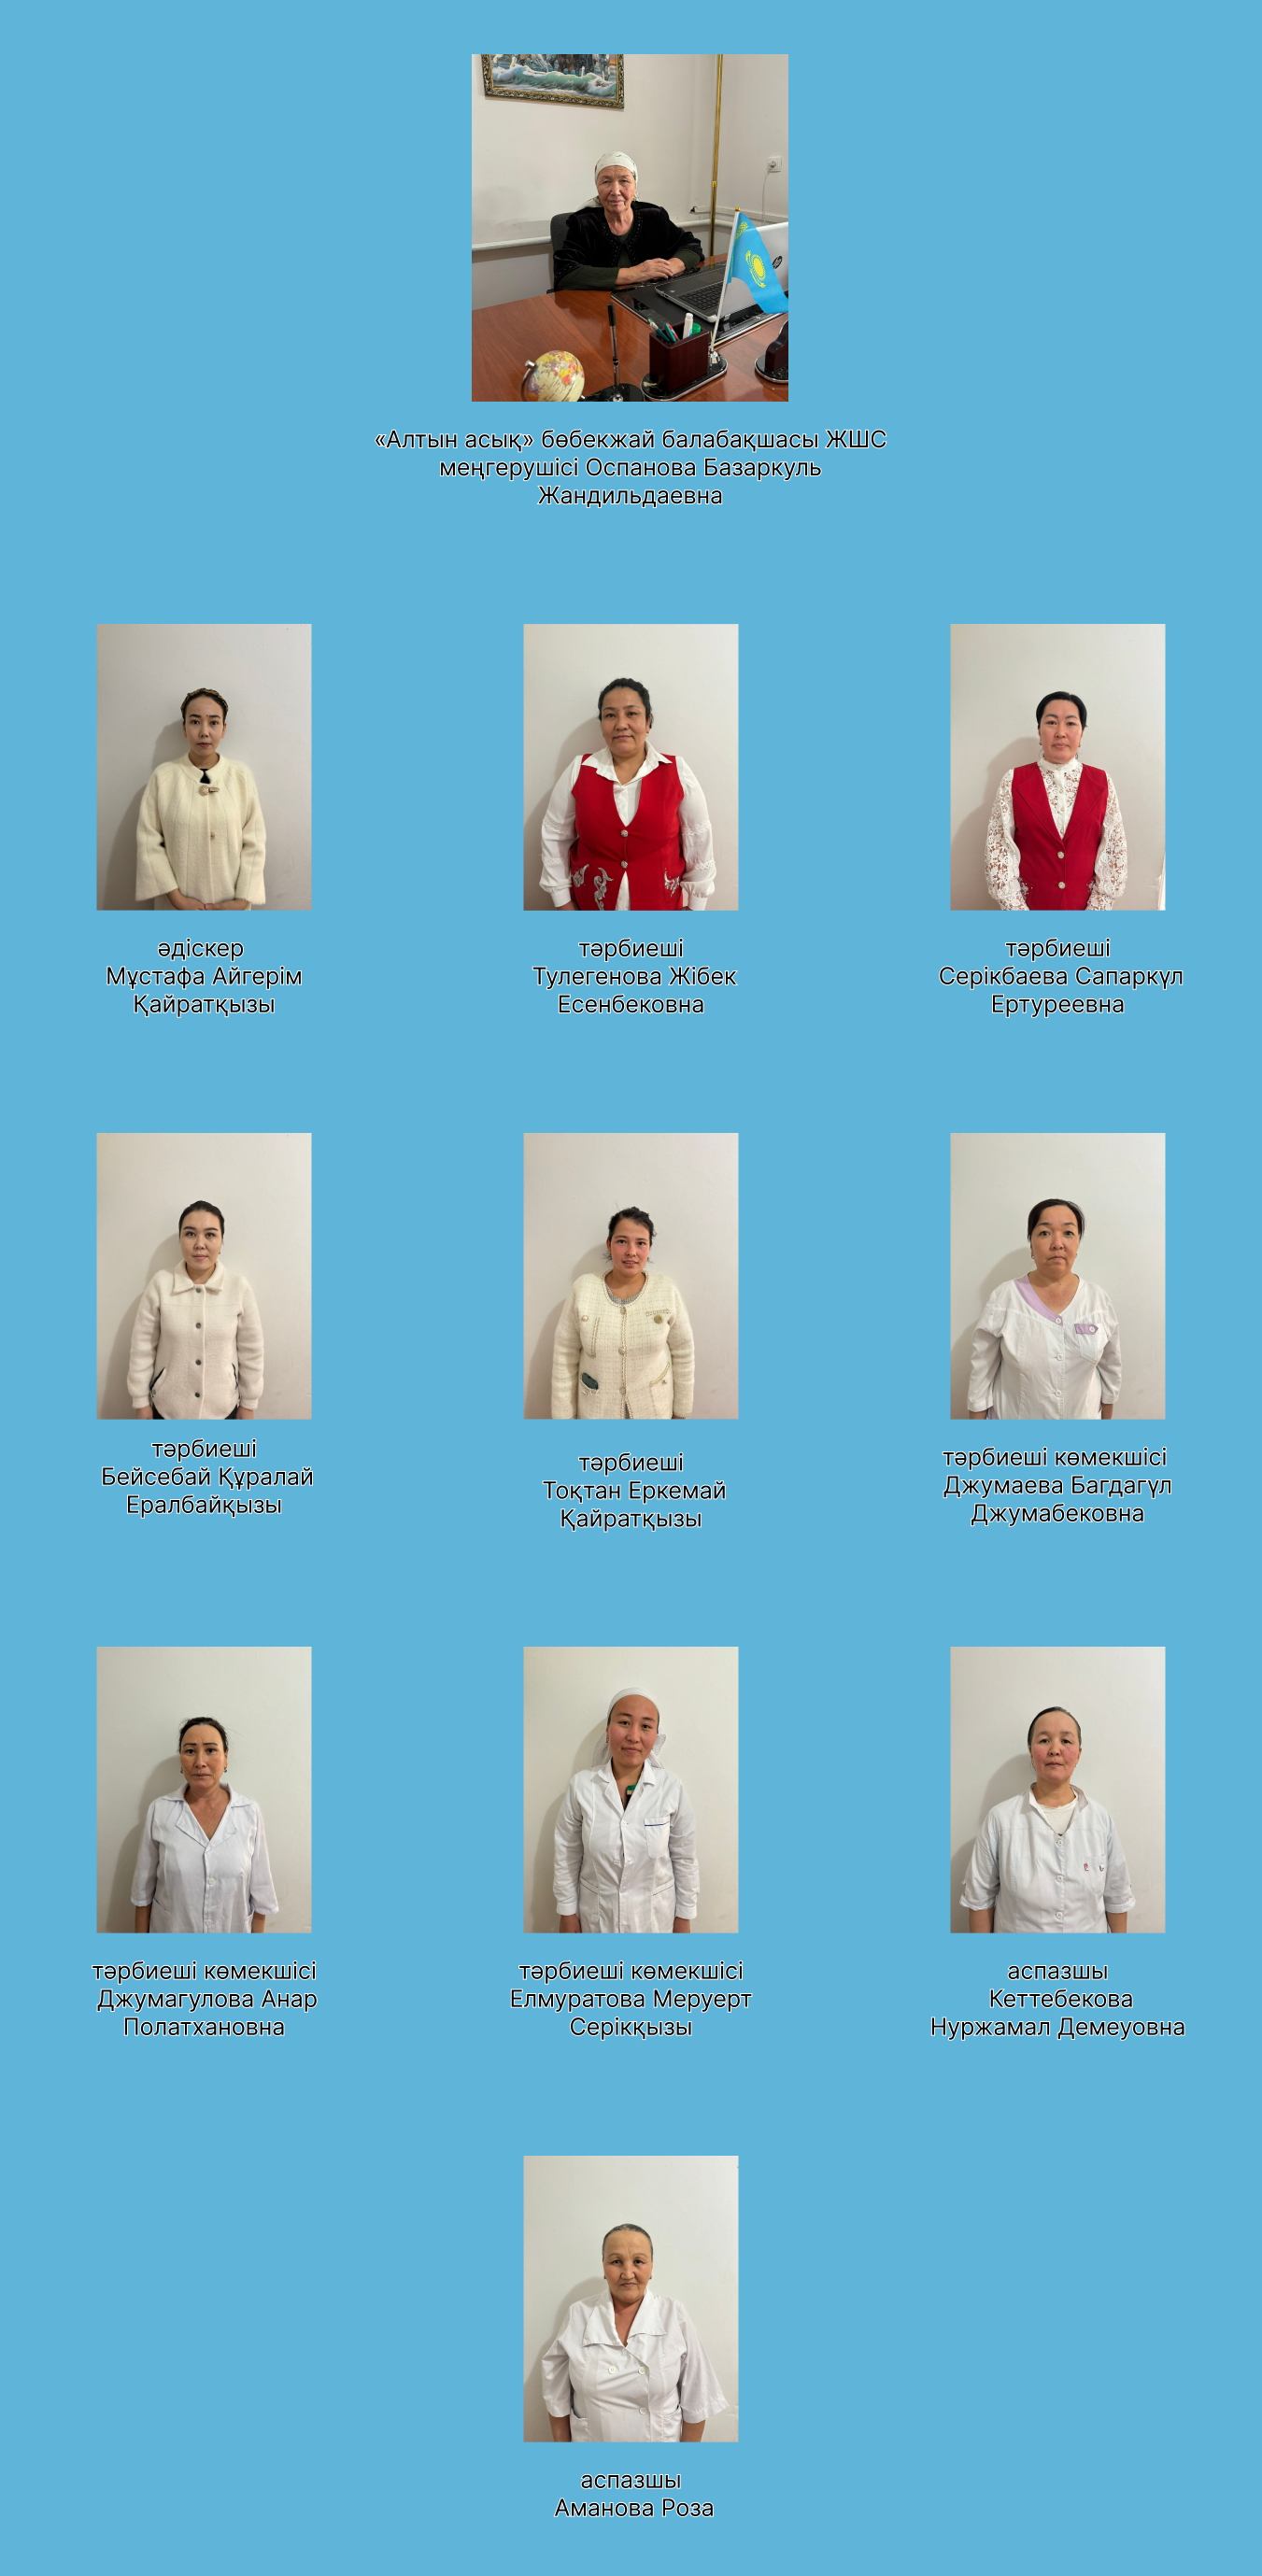 «Алтын асық» бөбекжай балабақшасы ЖШС
меңгерушісі Оспанова Базаркуль
Жандильдаевна
әдіскер
Мұстафа Айгерім
Қайратқызы
тәрбиеші
Тулегенова Жібек
Есенбековна
тәрбиеші
Серікбаева Сапаркүл
Ертуреевна
тәрбиеші
Бейсебай Құралай
Ералбайқызы
тәрбиеші
Тоқтан Еркемай
Қайратқызы
тәрбиеші көмекшісі
Джумаева Багдагүл
Джумабековна
тәрбиеші көмекшісі
Джумагулова Анар
Полатхановна
тәрбиеші көмекшісі
Елмуратова Меруерт
Серікқызы
аспазшы
Кеттебекова
Нуржамал Демеуовна
аспазшы
Аманова Роза